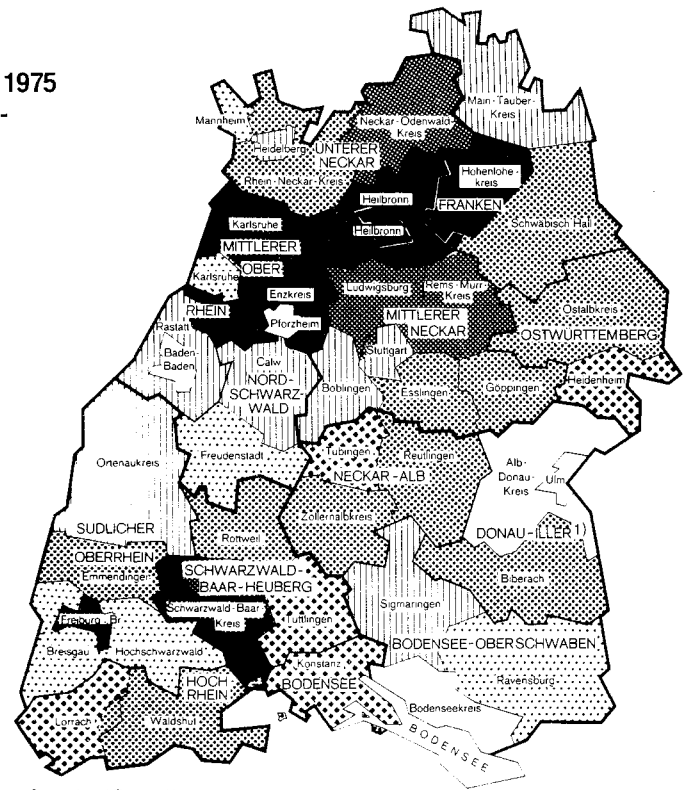 1975
-
Main-Tauber-
Kreis
Mannheim
Neckar-Odenwald-
Kreis
Heidelberg
UNTERER
NECKAR
Rhein-Neckar-Kreis
Hohenlohe-
kreis
Heilbronn
FRANKEN
Karlsruhe
Heilbronn
Schwäbisch Hall
MITTLERER
OBER
Karlsruhe
Ludwigsburg
Rems-Murr-
Kreis
Enzkreis
RHEIN
Pforzheim
MITTLERER
NECKAR
Ostalbkreis
OSTWÜRTTEMBERG
Rastatt
Baden-
Baden
Calw
NORD-
SCHWARZ-
WALD
Stuttgart
Böblingen
Esslingen
Göppingen
Heidenheim
Ortenaukreis
Freudenstadt
Tübingen
Reutlingen
NECKAR-ALB
Alb-
Donau-
Kreis
Ulm
Zollernalbkreis
SÜDLICHER
Rottweil
DONAU-ILLER 1)
OBERRHEIN
Emmendingen
SCHWARZWALD-
BAAR-HEUBERG
Biberach
Schwarzwald-Baar-
Kreis
Sigmaringen
Freiburg Br
Tuttlingen
Breisgau
Hochschwarzwald
BODENSEE-OBERSCHWABEN
Konstanz
Ravensburg
HOCH
RHEIN
BODENSEE
Lörrach
Waldshut
Bodenseekreis
BODENSEE